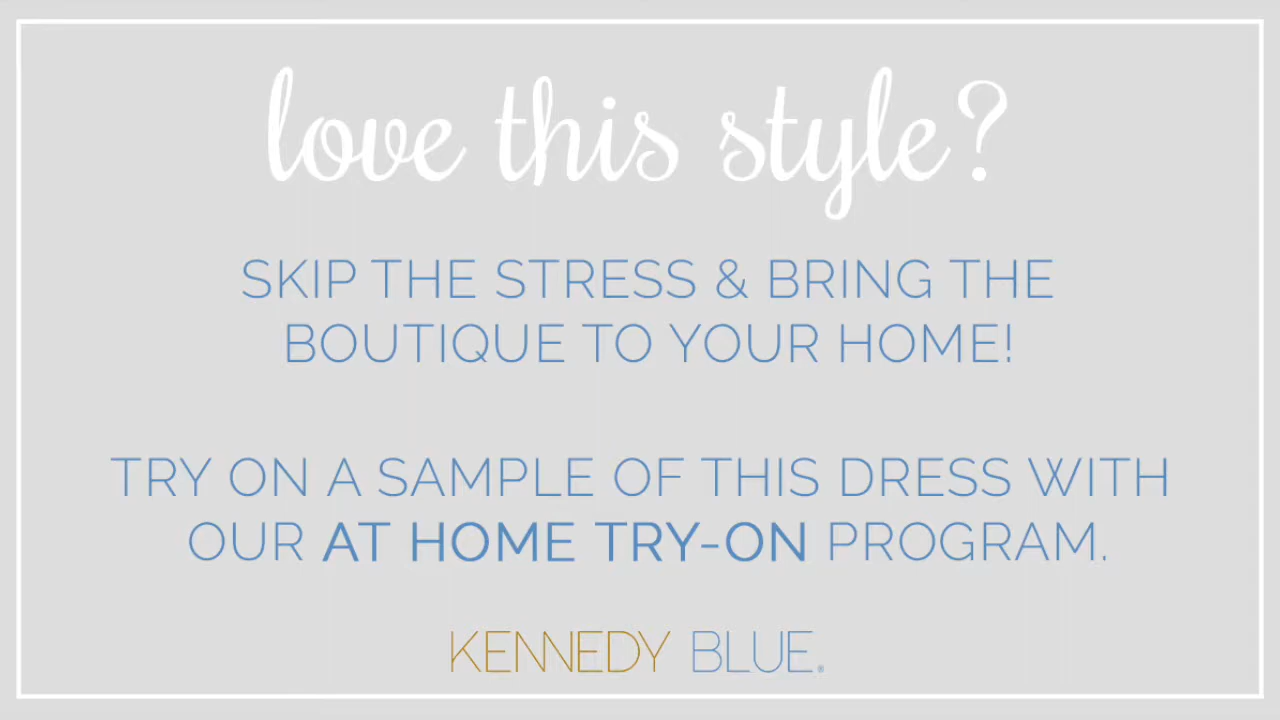 love this style?
SKIP THE STRESS & BRING THE
BOUTIQUE TO YOUR HOME!
TRY ON A SAMPLE OF THIS DRESS WITH
OUR AT HOME TRY-ON PROGRAM.
KENNEDY BLUE®